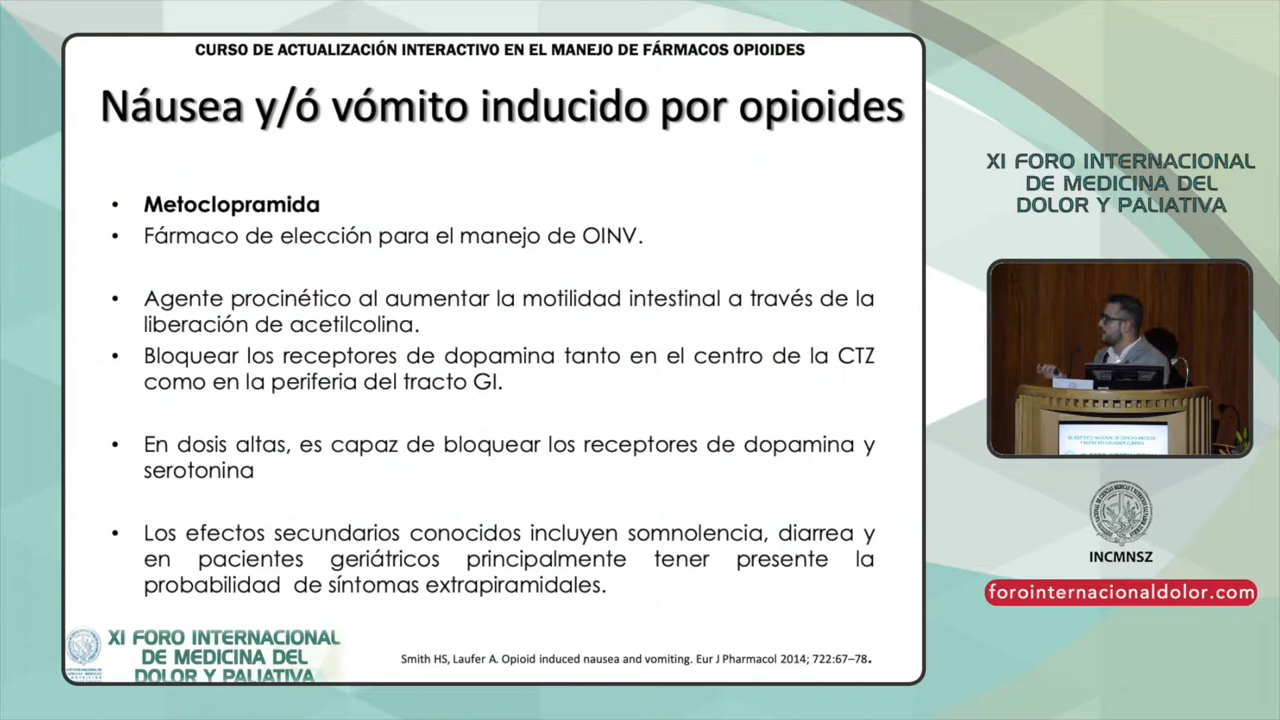 CURSO DE ACTUALIZACIÓN INTERACTIVO EN EL MANEJO DE FÁRMACOS OPIOIDES
Náusea y/ó vómito inducido por opioides
• Metoclopramida
• Fármaco de elección para el manejo de OINV.
• Agente procinético al aumentar la motilidad intestinal a través de la
liberación de acetilcolina.
• Bloquear los receptores de dopamina tanto en el centro de la CTZ
como en la periferia del tracto GI.
• En dosis altas, es capaz de bloquear los receptores de dopamina y
serotonina
• Los efectos secundarios conocidos incluyen somnolencia, diarrea y
en pacientes geriátricos principalmente tener presente la
probabilidad de síntomas extrapiramidales.
XI FORO INTERNACIONAL
DE MEDICINA DEL
DOLOR Y PALIATIVA
Smith HS, Laufer A. Opioid induced nausea and vomiting. Eur J Pharmacol 2014; 722:67–78.
XI FORO INTERNACIONAL
DE MEDICINA DEL
DOLOR Y PALIATIVA
INCMNSZ
forointernacionaldolor.com